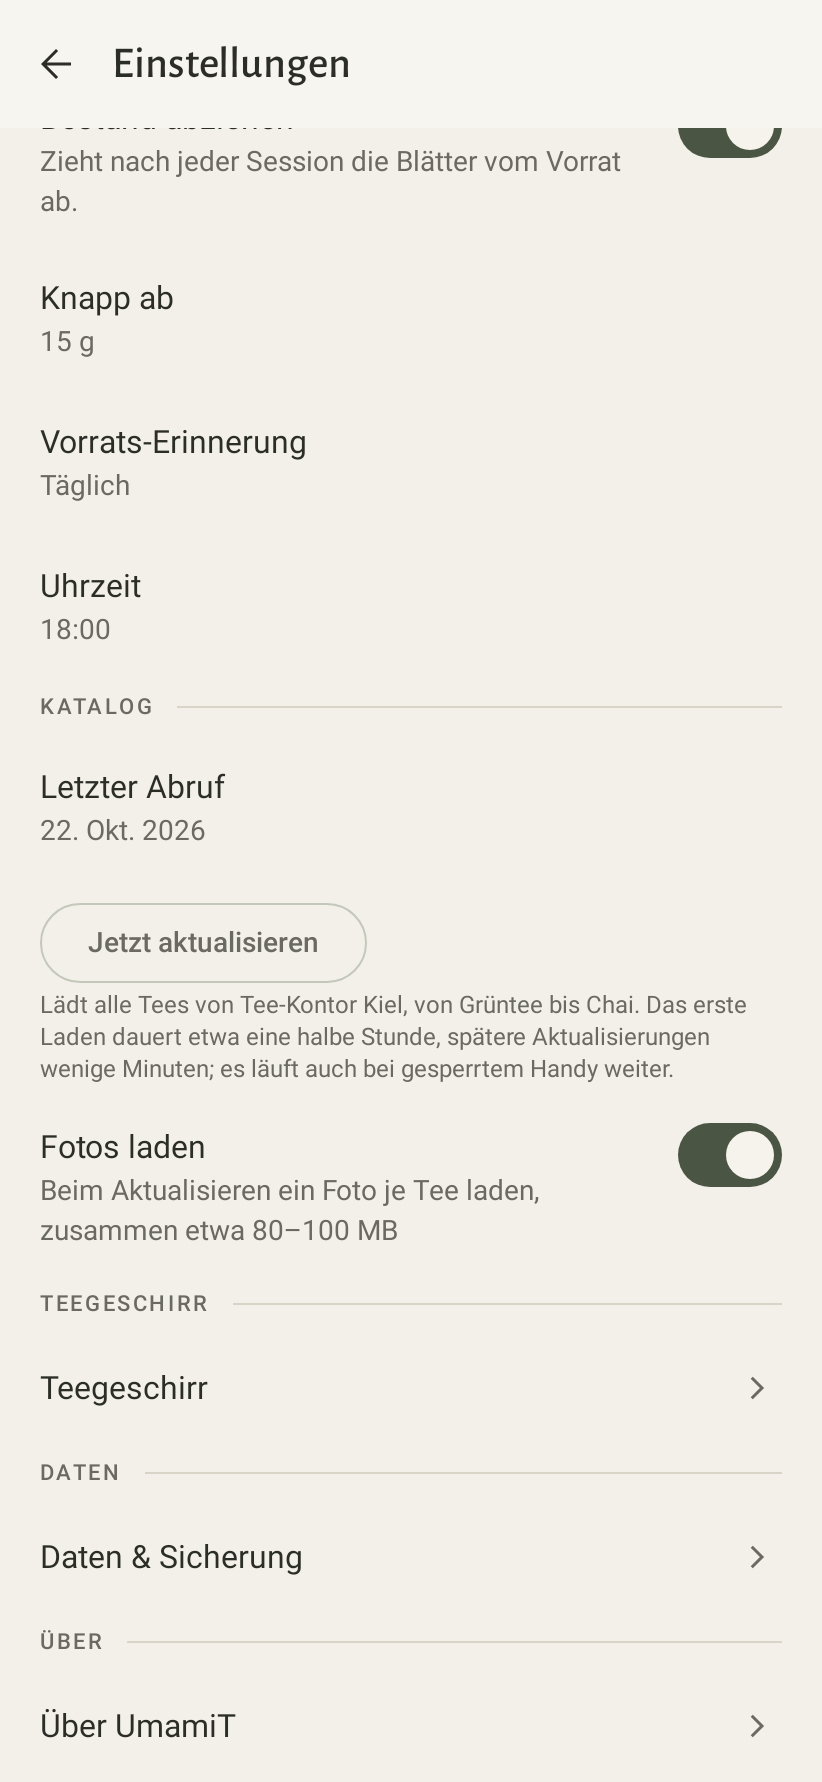 Einstellungen
Zieht nach jeder Session die Blätter vom Vorrat
ab.
Knapp ab
15 g
Vorrats-Erinnerung
Täglich
Uhrzeit
18:00
KATALOG
Letzter Abruf
22. Okt. 2026
Jetzt aktualisieren
Lädt alle Tees von Tee-Kontor Kiel, von Grüntee bis Chai. Das erste
Laden dauert etwa eine halbe Stunde, spätere Aktualisierungen
wenige Minuten; es läuft auch bei gesperrtem Handy weiter.
Fotos laden
Beim Aktualisieren ein Foto je Tee laden,
zusammen etwa 80–100 MB
TEEGESCHIRR
Teegeschirr
DATEN
Daten & Sicherung
ÜBER
Über UmamiT